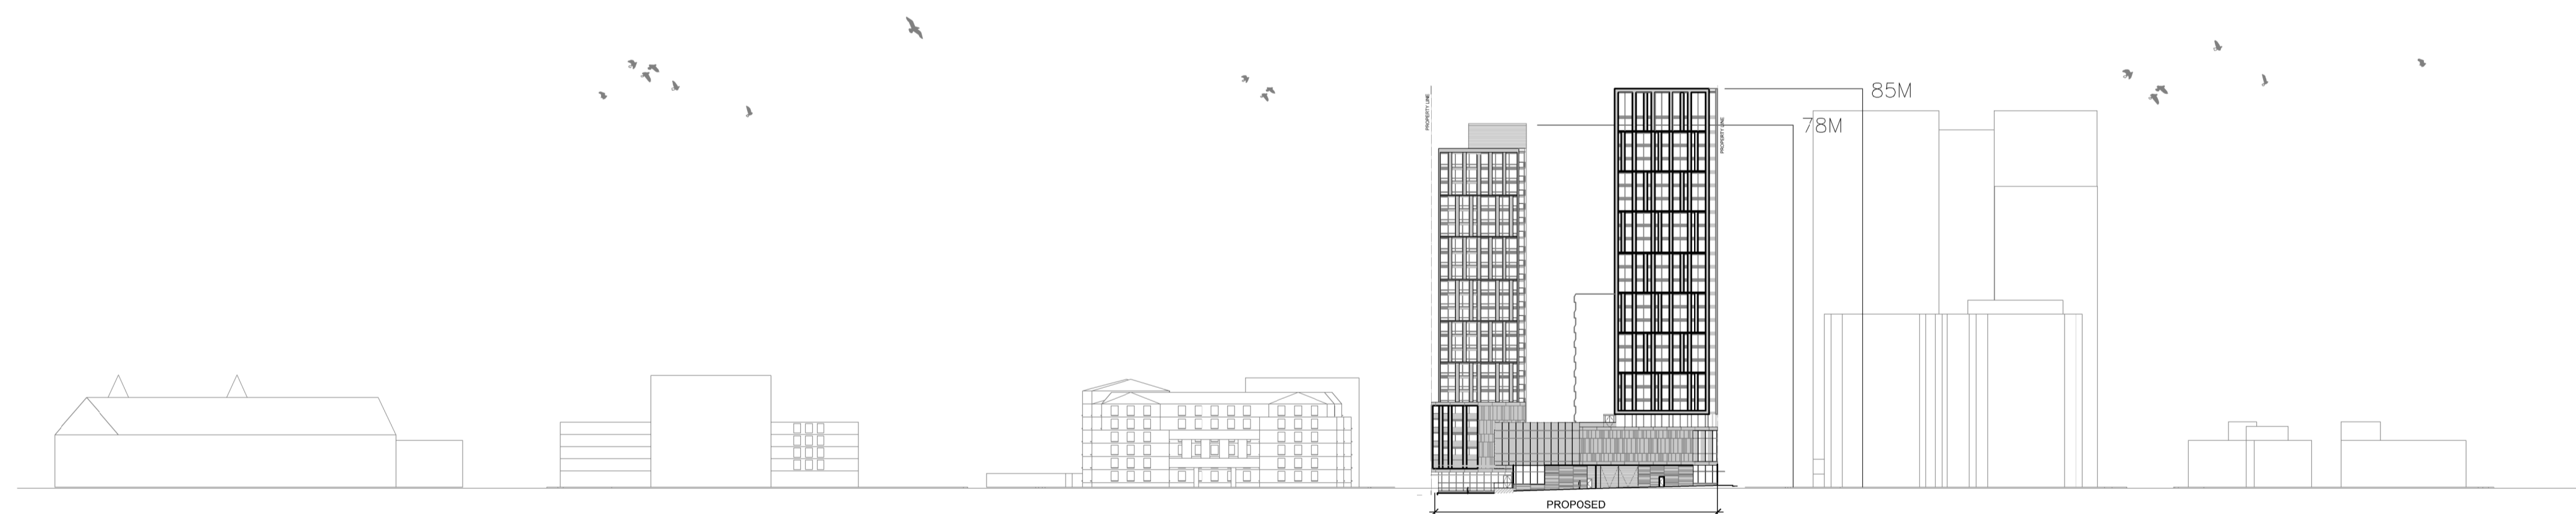 85M
78M
PROPERTY LINE
PROPERTY LINE
PROPOSED